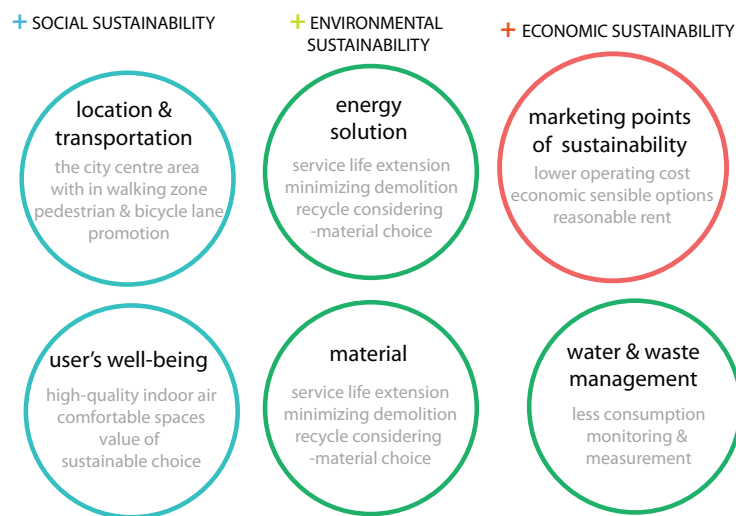 + SOCIAL SUSTAINABILITY
+ ENVIRONMENTAL
SUSTAINABILITY
+ ECONOMIC SUSTAINABILITY
location &
transportation
the city centre area
with in walking zone
pedestrian & bicycle lane
promotion
energy
solution
service life extension
minimizing demolition
recycle considering
-material choice
marketing points
of sustainability
lower operating cost
economic sensible options
reasonable rent
user's well-being
high-quality indoor air
comfortable spaces
value of
sustainable choice
material
service life extension
minimizing demolition
recycle considering
-material choice
water & waste
management
less consumption
monitoring &
measurement